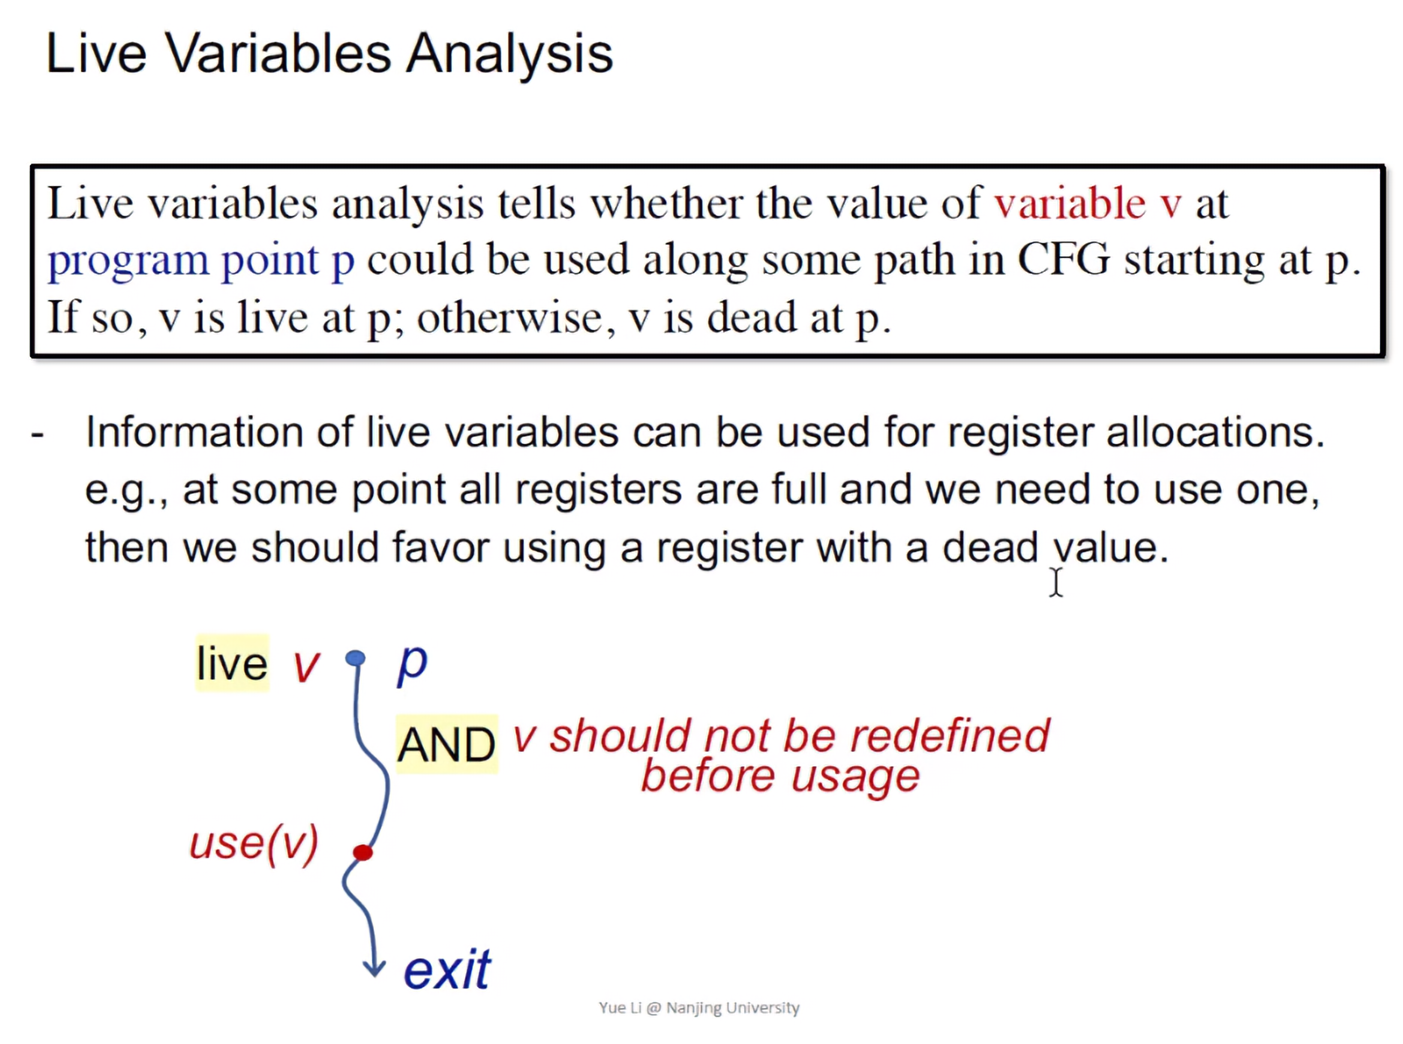 Live Variables Analysis
Live variables analysis tells whether the value of variable v at
program point p could be used along some path in CFG starting at p.
If so, v is live at p; otherwise, v is dead at p.
- Information of live variables can be used for register allocations.
e.g., at some point all registers are full and we need to use one,
then we should favor using a register with a dead value.
live v p
AND v should not be redefined
before usage
use(v)
exit
Yue Li @ Nanjing University